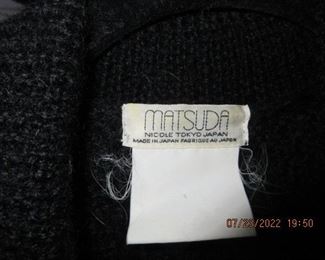 MATSUDA
NICOLE TOKYO JAPAN
MADE IN JAPAN FABRIQUE AU JAPON
07/23/2022 19:50